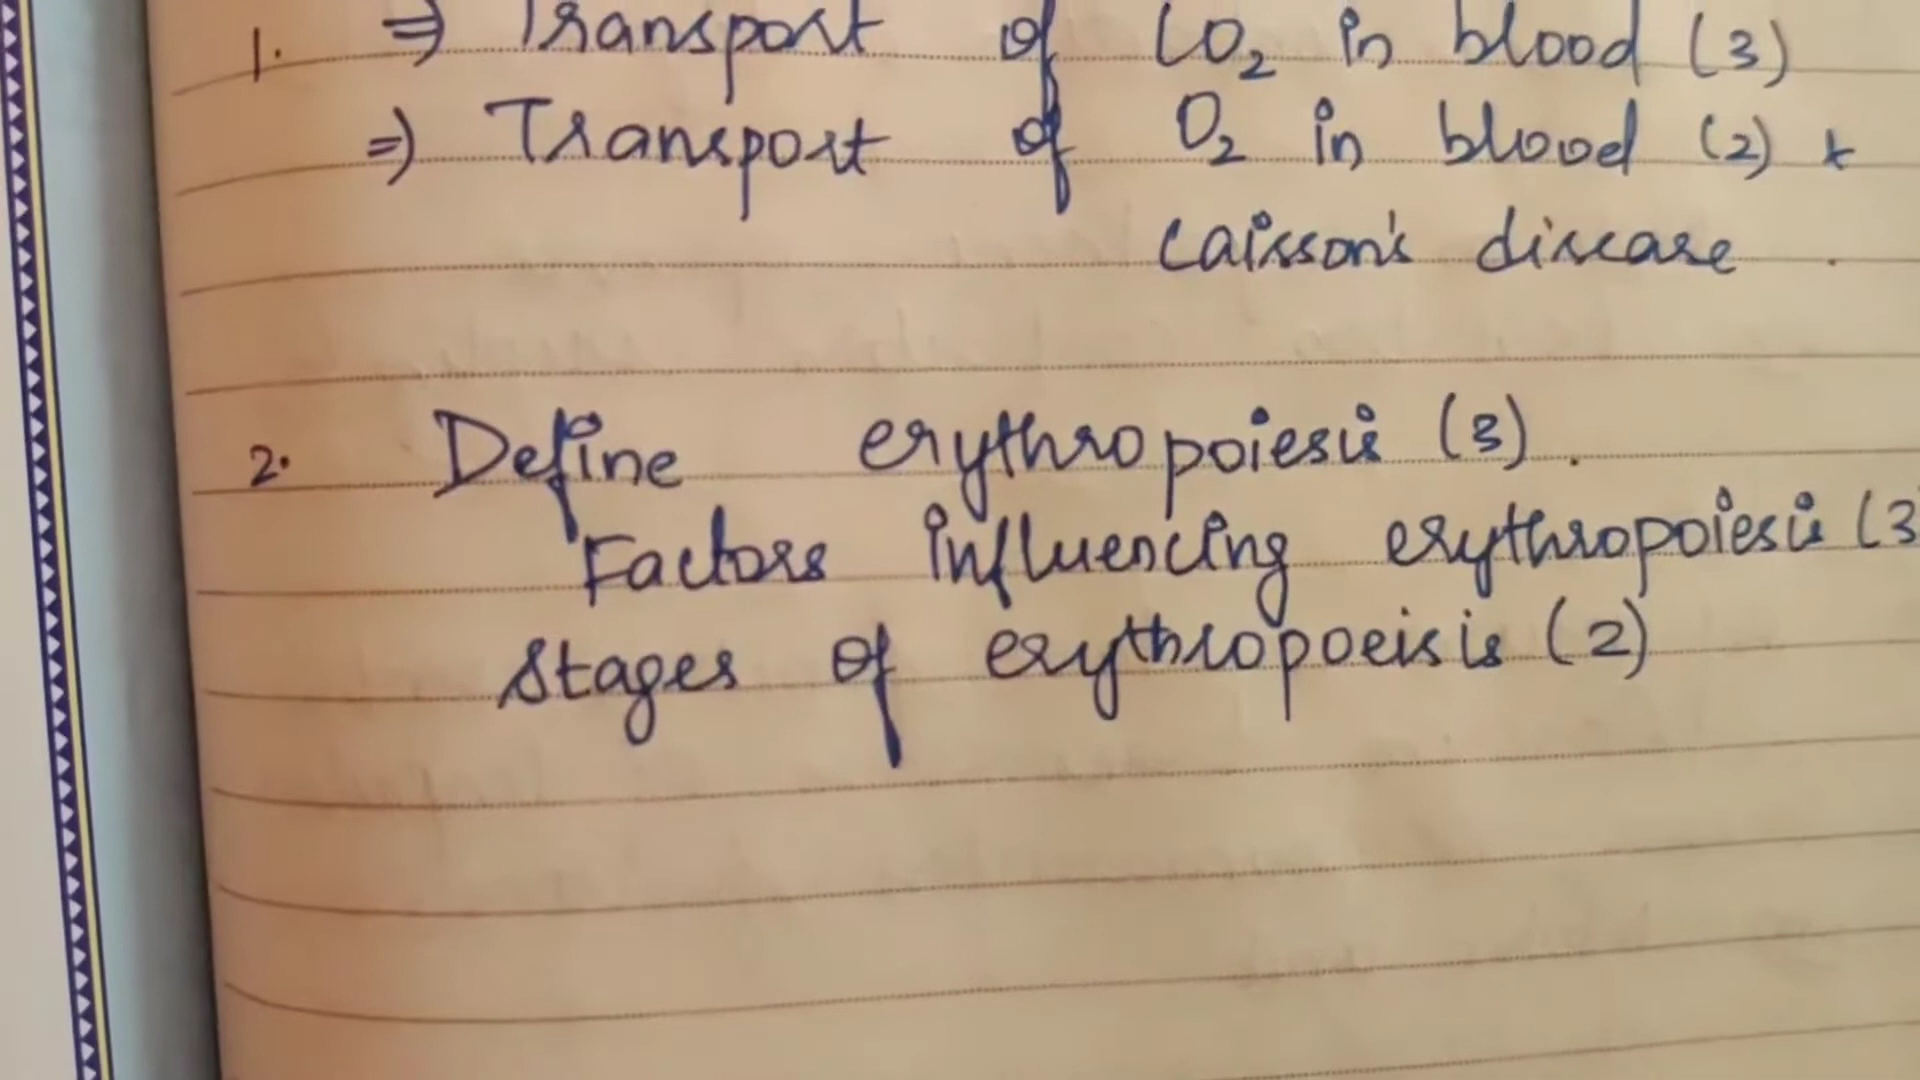 1. ⇒ Transport of CO₂ in blood (3)
⇒ Transport of O₂ in blood (2) +
Caisson's disease.
2. Define erythropoiesis (3).
Factors influencing erythropoiesis (3
Stages of erythropoeisis (2)